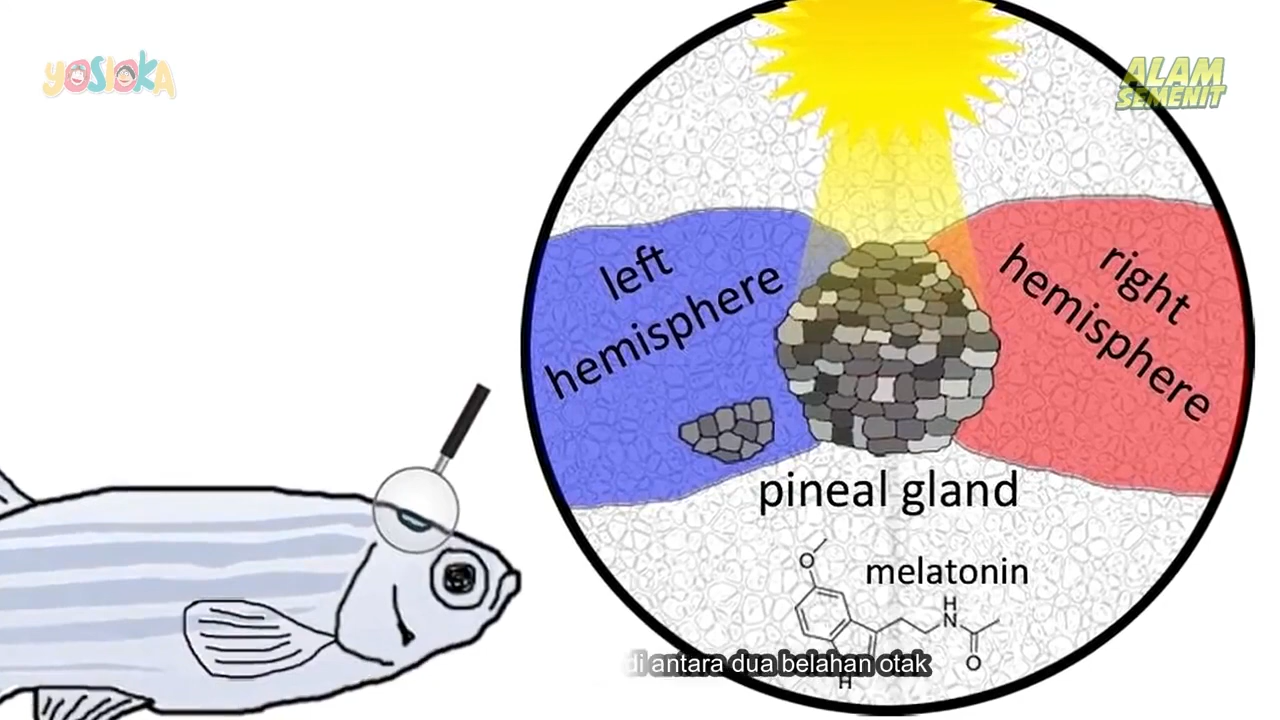 YOSIOKA
ALAM
SEMENIT
left
hemisphere
right
hemisphere
pineal gland
melatonin
O
H
N
O
di antara dua belahan otak
H